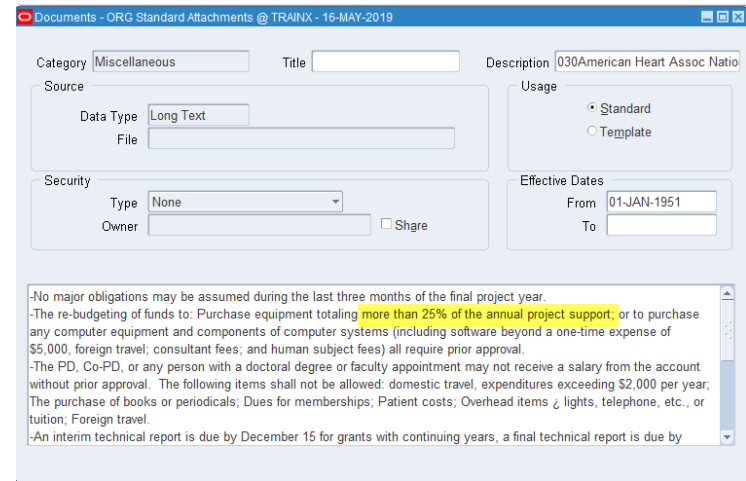 Documents - ORG Standard Attachments @ TRAINX - 16-MAY-2019
Category Miscellaneous Title Description 030American Heart Assoc Natio
Source Usage
Data Type Long Text Standard
File Template
Security Effective Dates
Type None From 01-JAN-1951
Owner Share To
-No major obligations may be assumed during the last three months of the final project year.
-The re-budgeting of funds to: Purchase equipment totaling more than 25% of the annual project support; or to purchase
any computer equipment and components of computer systems (including software beyond a one-time expense of
$5,000, foreign travel; consultant fees; and human subject fees) all require prior approval.
-The PD, Co-PD, or any person with a doctoral degree or faculty appointment may not receive a salary from the account
without prior approval.  The following items shall not be allowed: domestic travel, expenditures exceeding $2,000 per year;
The purchase of books or periodicals; Dues for memberships; Patient costs; Overhead items ¿ lights, telephone, etc., or
tuition; Foreign travel.
-An interim technical report is due by December 15 for grants with continuing years, a final technical report is due by